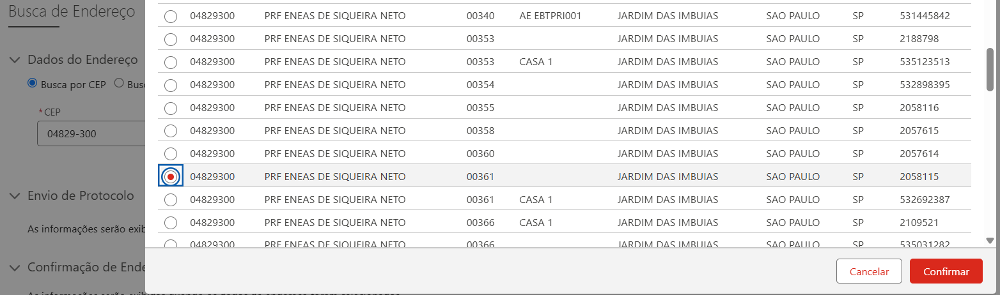 Busca de Endereço
Dados do Endereço
Busca por CEP
*CEP
04829-300
Envio de Protocolo
As informações serão
Confirmação de
04829300 PRF ENEAS DE SIQUEIRA NETO 00340 AE EBTPRI001 JARDIM DAS IMBUIAS SAO PAULO SP 531445842
04829300 PRF ENEAS DE SIQUEIRA NETO 00353 JARDIM DAS IMBUIAS SAO PAULO SP 2188798
04829300 PRF ENEAS DE SIQUEIRA NETO 00353 CASA 1 JARDIM DAS IMBUIAS SAO PAULO SP 535123513
04829300 PRF ENEAS DE SIQUEIRA NETO 00354 JARDIM DAS IMBUIAS SAO PAULO SP 532898395
04829300 PRF ENEAS DE SIQUEIRA NETO 00355 JARDIM DAS IMBUIAS SAO PAULO SP 2058116
04829300 PRF ENEAS DE SIQUEIRA NETO 00358 JARDIM DAS IMBUIAS SAO PAULO SP 2057615
04829300 PRF ENEAS DE SIQUEIRA NETO 00360 JARDIM DAS IMBUIAS SAO PAULO SP 2057614
04829300 PRF ENEAS DE SIQUEIRA NETO 00361 JARDIM DAS IMBUIAS SAO PAULO SP 2058115
04829300 PRF ENEAS DE SIQUEIRA NETO 00361 CASA 1 JARDIM DAS IMBUIAS SAO PAULO SP 532692387
04829300 PRF ENEAS DE SIQUEIRA NETO 00366 CASA 1 JARDIM DAS IMBUIAS SAO PAULO SP 2109521
04829300 PRF ENEAS DE SIQUEIRA NETO 00366 JARDIM DAS IMBUIAS SAO PAULO SP 535031282
Cancelar
Confirmar